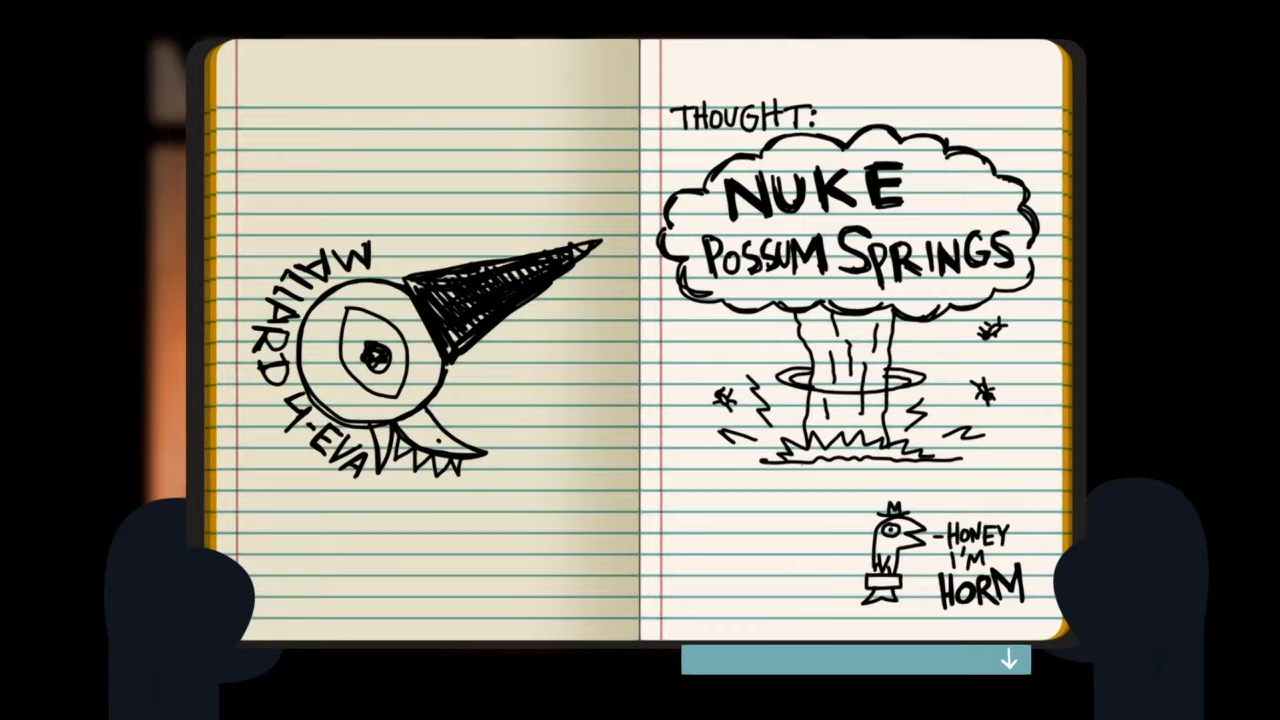 MALLARD 4-EVA
THOUGHT:
NUKE
POSSUM SPRINGS
-HONEY
I'M
HORM